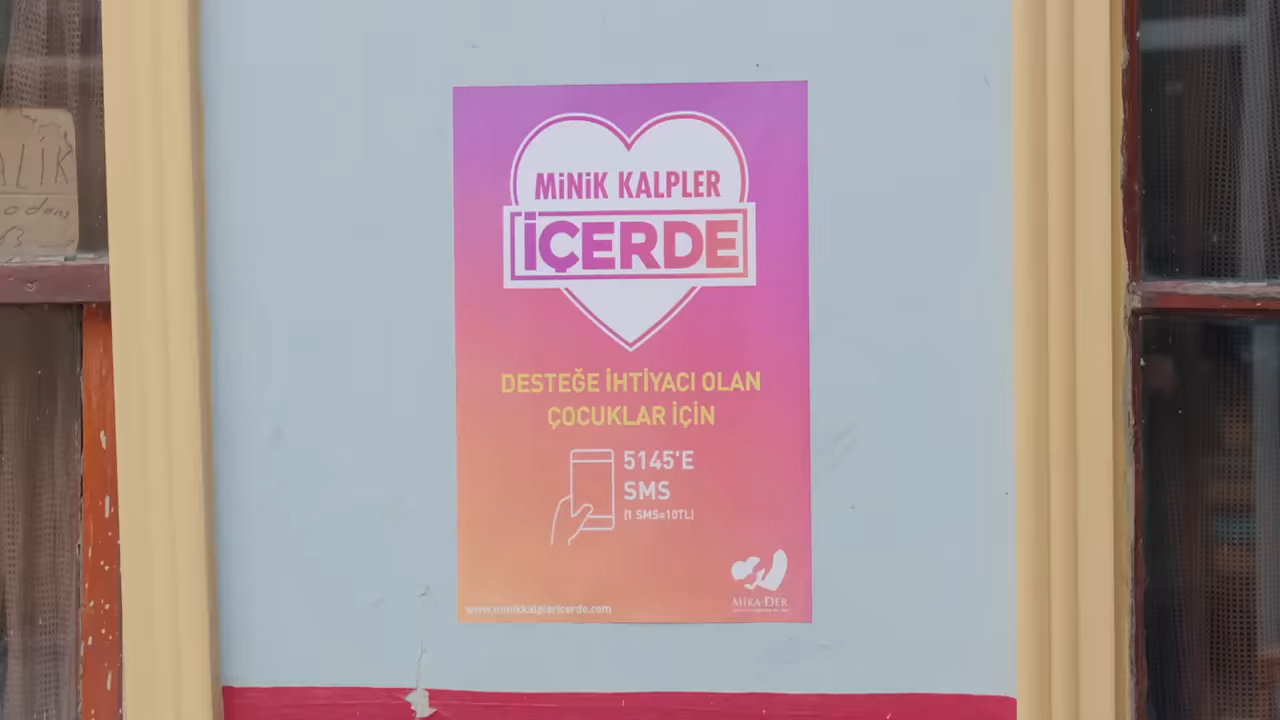 ALIK
MİNİK KALPLER
İÇERDE
DESTEĞE İHTİYACI OLAN
ÇOCUKLAR İÇİN
5145'E
SMS
(1 SMS=10TL)
www.minikkalplericerde.com
MİKA-DER